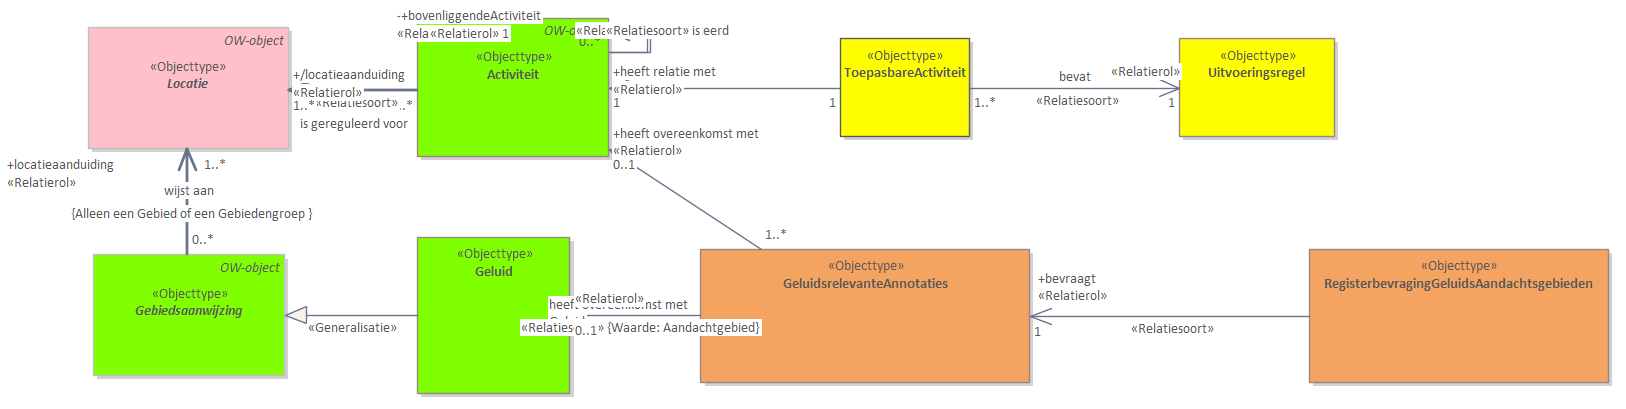 -+bovenliggendeActiviteit
«Rela«Relatierol» 1
OW-object
«Objecttype»
Locatie
+/locatieaanduiding
«Relatierol»
1..*
«Relatiesoort»
..*
is gereguleerd voor
0..*
«Rela«Relatiesoort» is eerd
«Objecttype»
Activiteit
+heeft relatie met
«Relatierol»
1
1
«Objecttype»
ToepasbareActiviteit
bevat
«Relatierol»
1..*
«Relatiesoort»
1
«Objecttype»
Uitvoeringsregel
+heeft overeenkomst met
«Relatierol»
0..1
1..*
+locatieaanduiding
«Relatierol»
1..*
wijst aan
{Alleen een Gebied of een Gebiedengroep }
0..*
OW-object
«Objecttype»
Gebiedsaanwijzing
«Generalisatie»
«Objecttype»
Geluid
«Relatierol»
heeft overeenkomst met
«Relaties
0..1
» {Waarde: Aandachtgebied}
«Objecttype»
GeluidsrelevanteAnnotaties
+bevraagt
«Relatierol»
1
«Relatiesoort»
«Objecttype»
RegisterbevragingGeluidsAandachtsgebieden